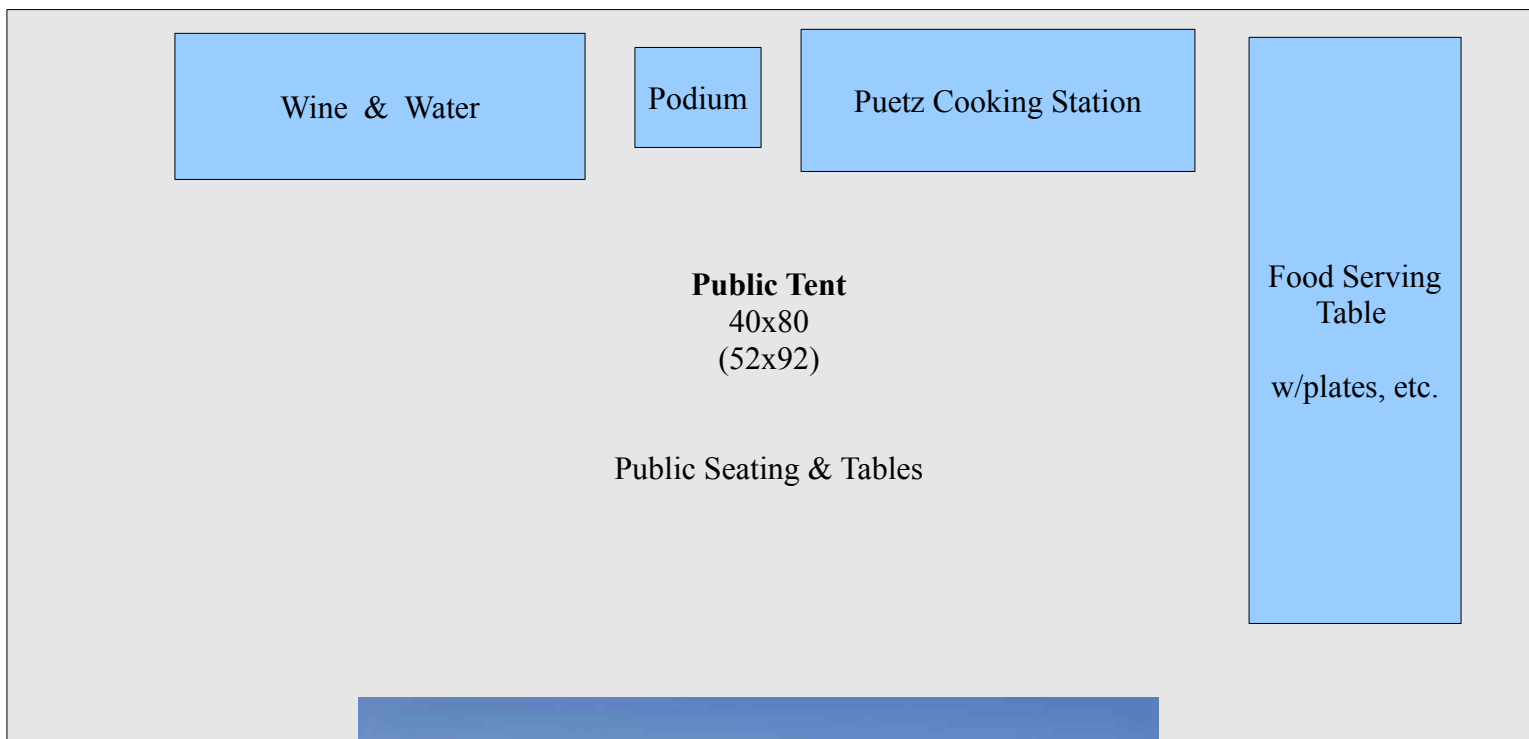 Wine & Water
Podium
Puetz Cooking Station
Public Tent
40x80
(52x92)
Public Seating & Tables
Food Serving
Table
w/plates, etc.